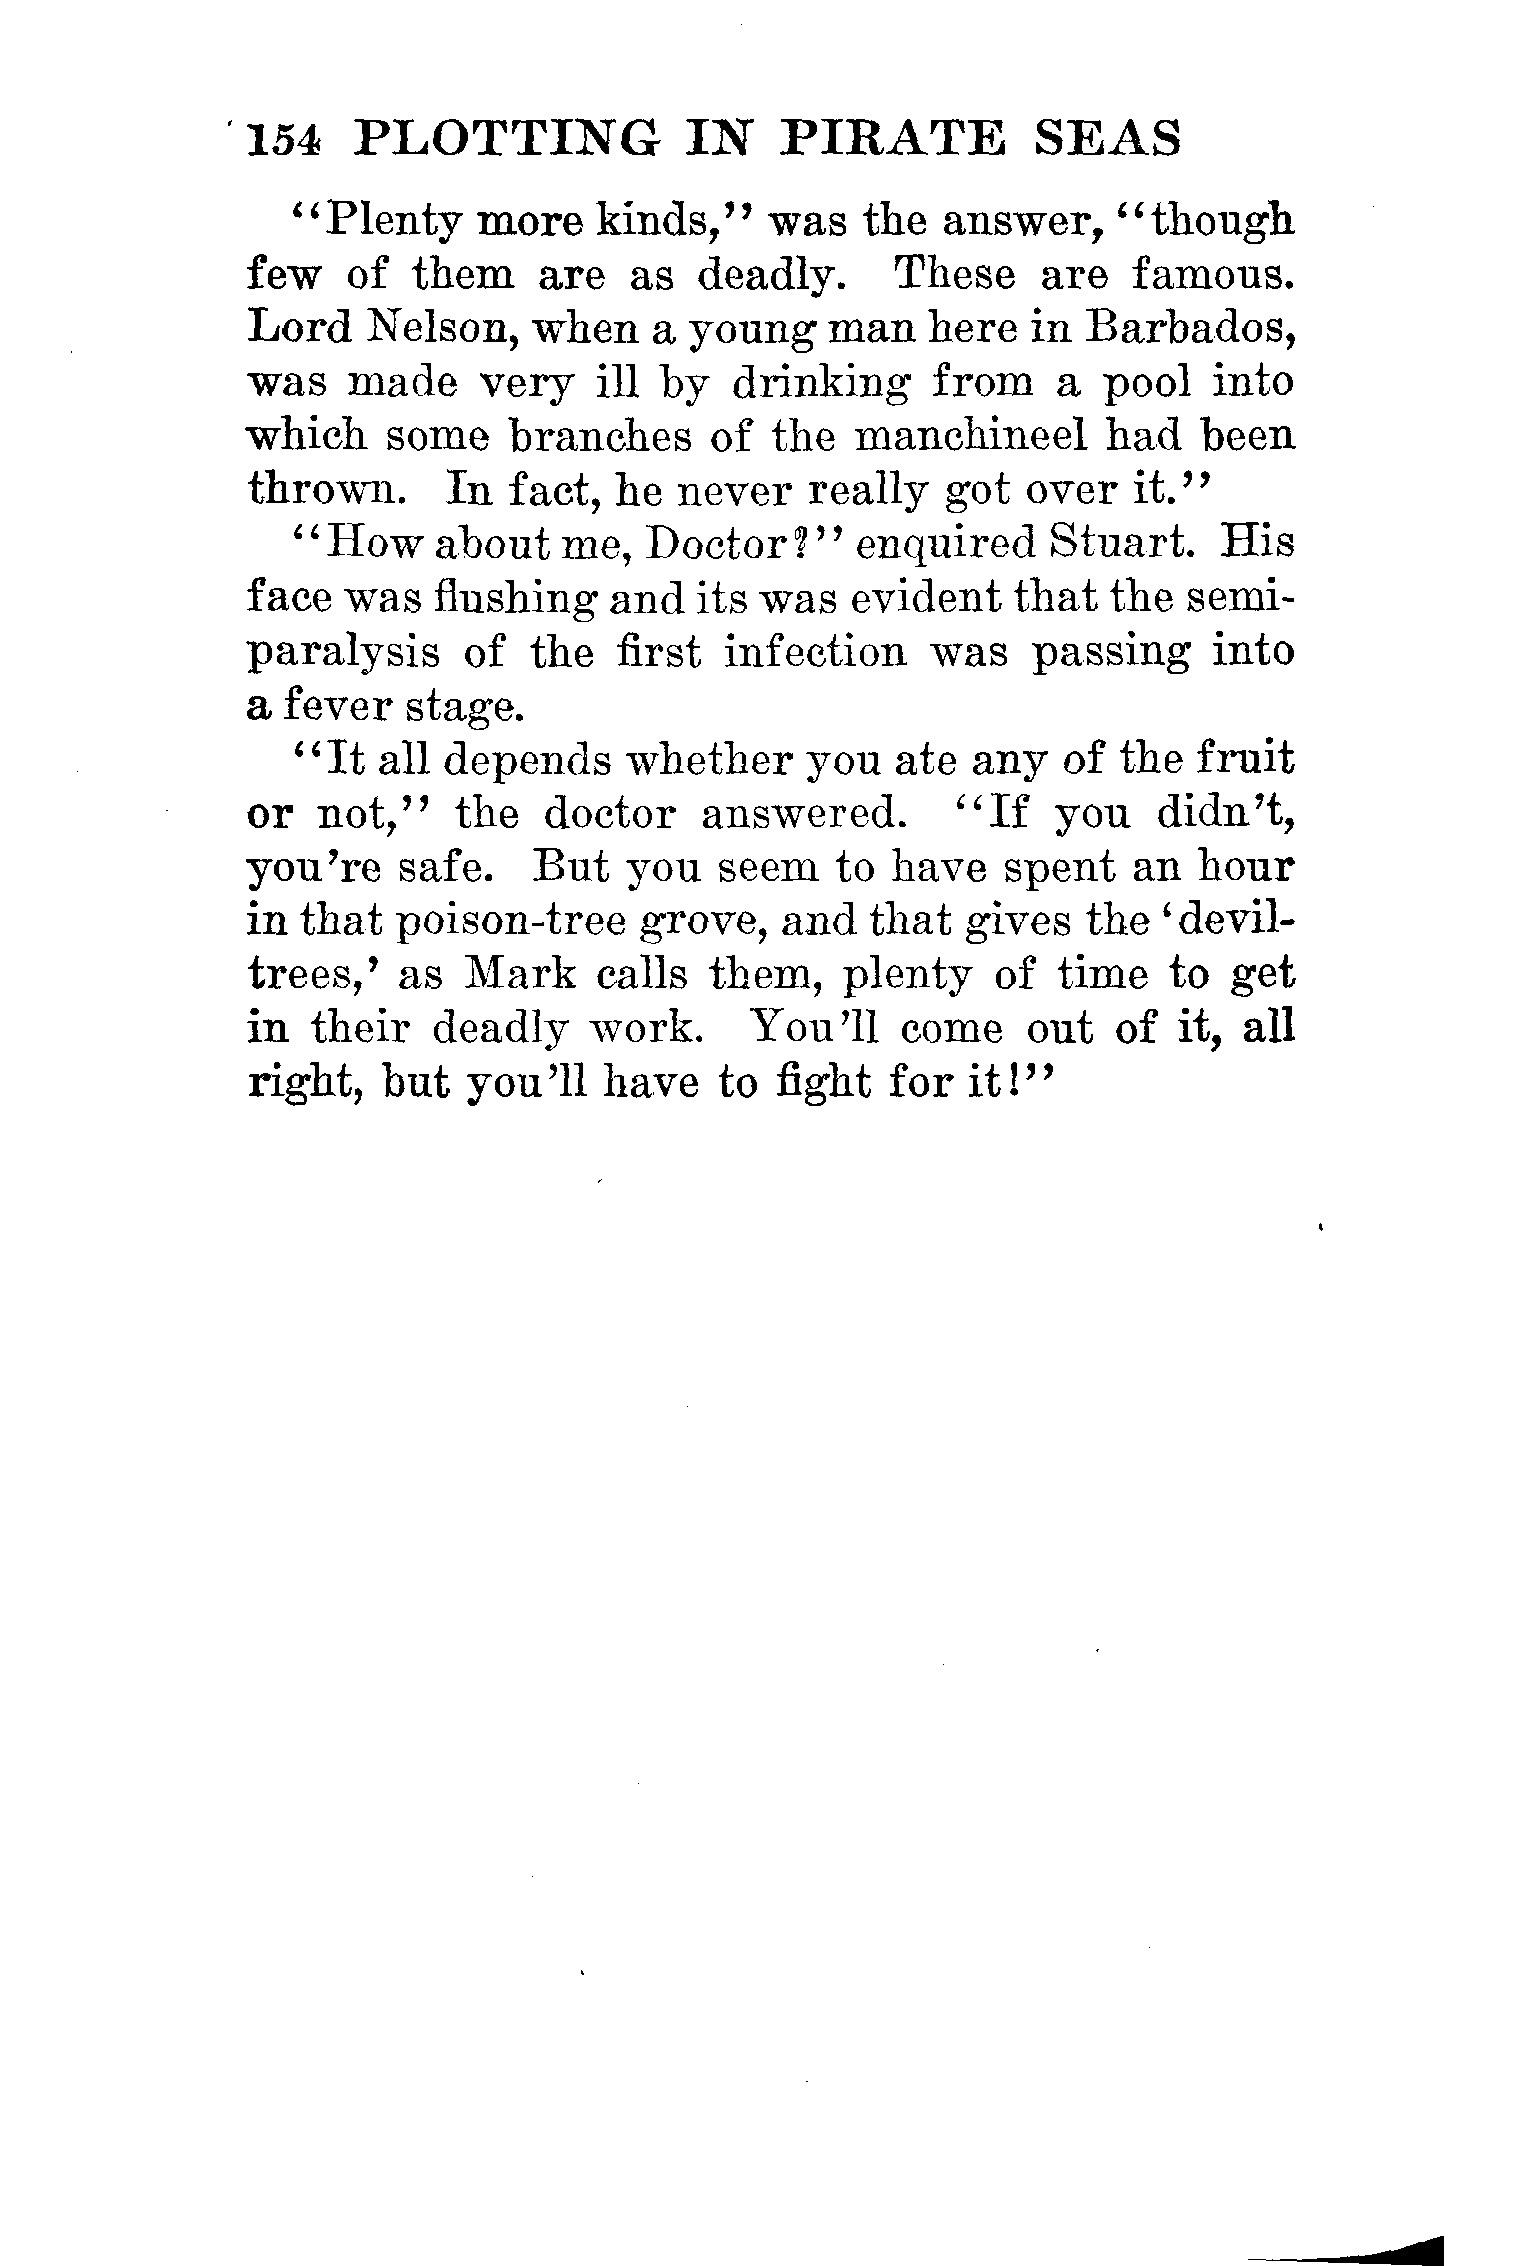 154 PLOTTING IN PIRATE SEAS
“Plenty more kinds,” was the answer, “though
few of them are as deadly. These are famous.
Lord Nelson, when a young man here in Barbados,
was made very ill by drinking from a pool into
which some branches of the manchineel had been
thrown. In fact, he never really got over it.”
“How about me, Doctor?” enquired Stuart. His
face was flushing and its was evident that the semi-
paralysis of the first infection was passing into
a fever stage.
“It all depends whether you ate any of the fruit
or not,” the doctor answered. “If you didn’t,
you’re safe. But you seem to have spent an hour
in that poison-tree grove, and that gives the ‘devil-
trees,’ as Mark calls them, plenty of time to get
in their deadly work. You’ll come out of it, all
right, but you’ll have to fight for it!”